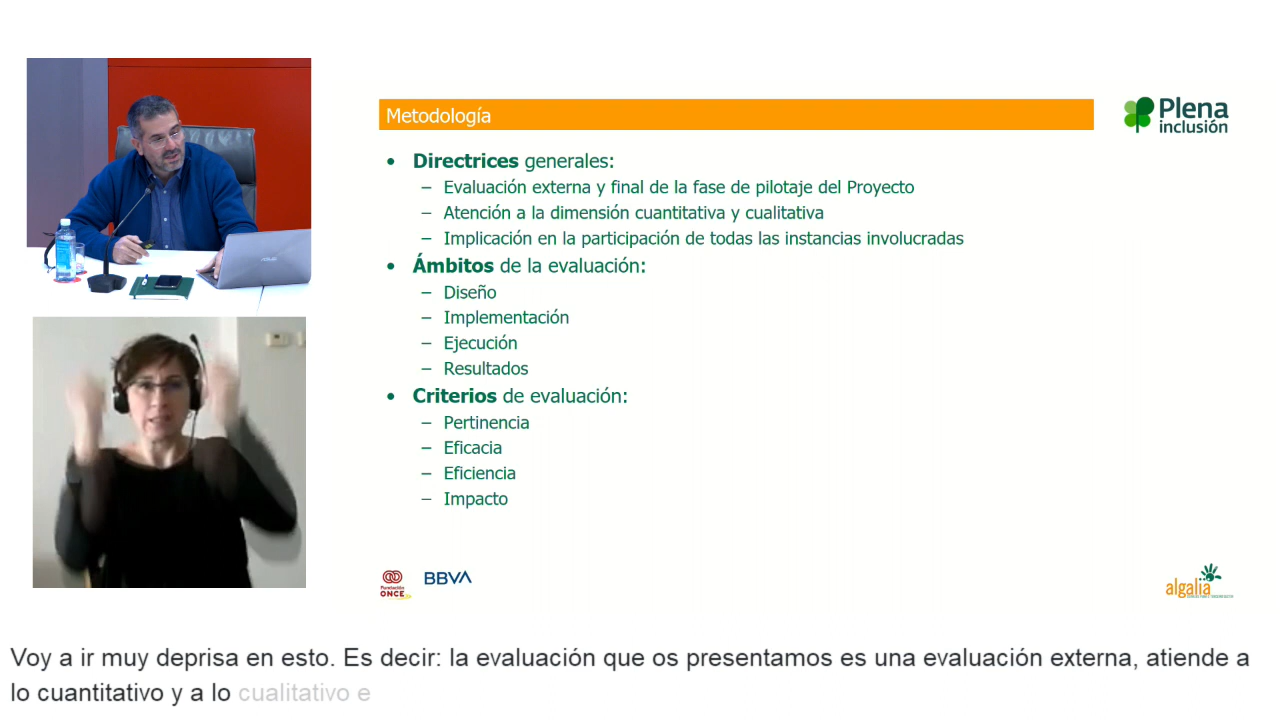 Metodología
Plena
inclusión
• Directrices generales:
– Evaluación externa y final de la fase de pilotaje del Proyecto
– Atención a la dimensión cuantitativa y cualitativa
– Implicación en la participación de todas las instancias involucradas
• Ámbitos de la evaluación:
– Diseño
– Implementación
– Ejecución
– Resultados
• Criterios de evaluación:
– Pertinencia
– Eficacia
– Eficiencia
– Impacto
Fundación
ONCE
BBVA
algalia
Voy a ir muy deprisa en esto. Es decir: la evaluación que os presentamos es una evaluación externa, atiende a
lo cuantitativo y a lo cualitativo e